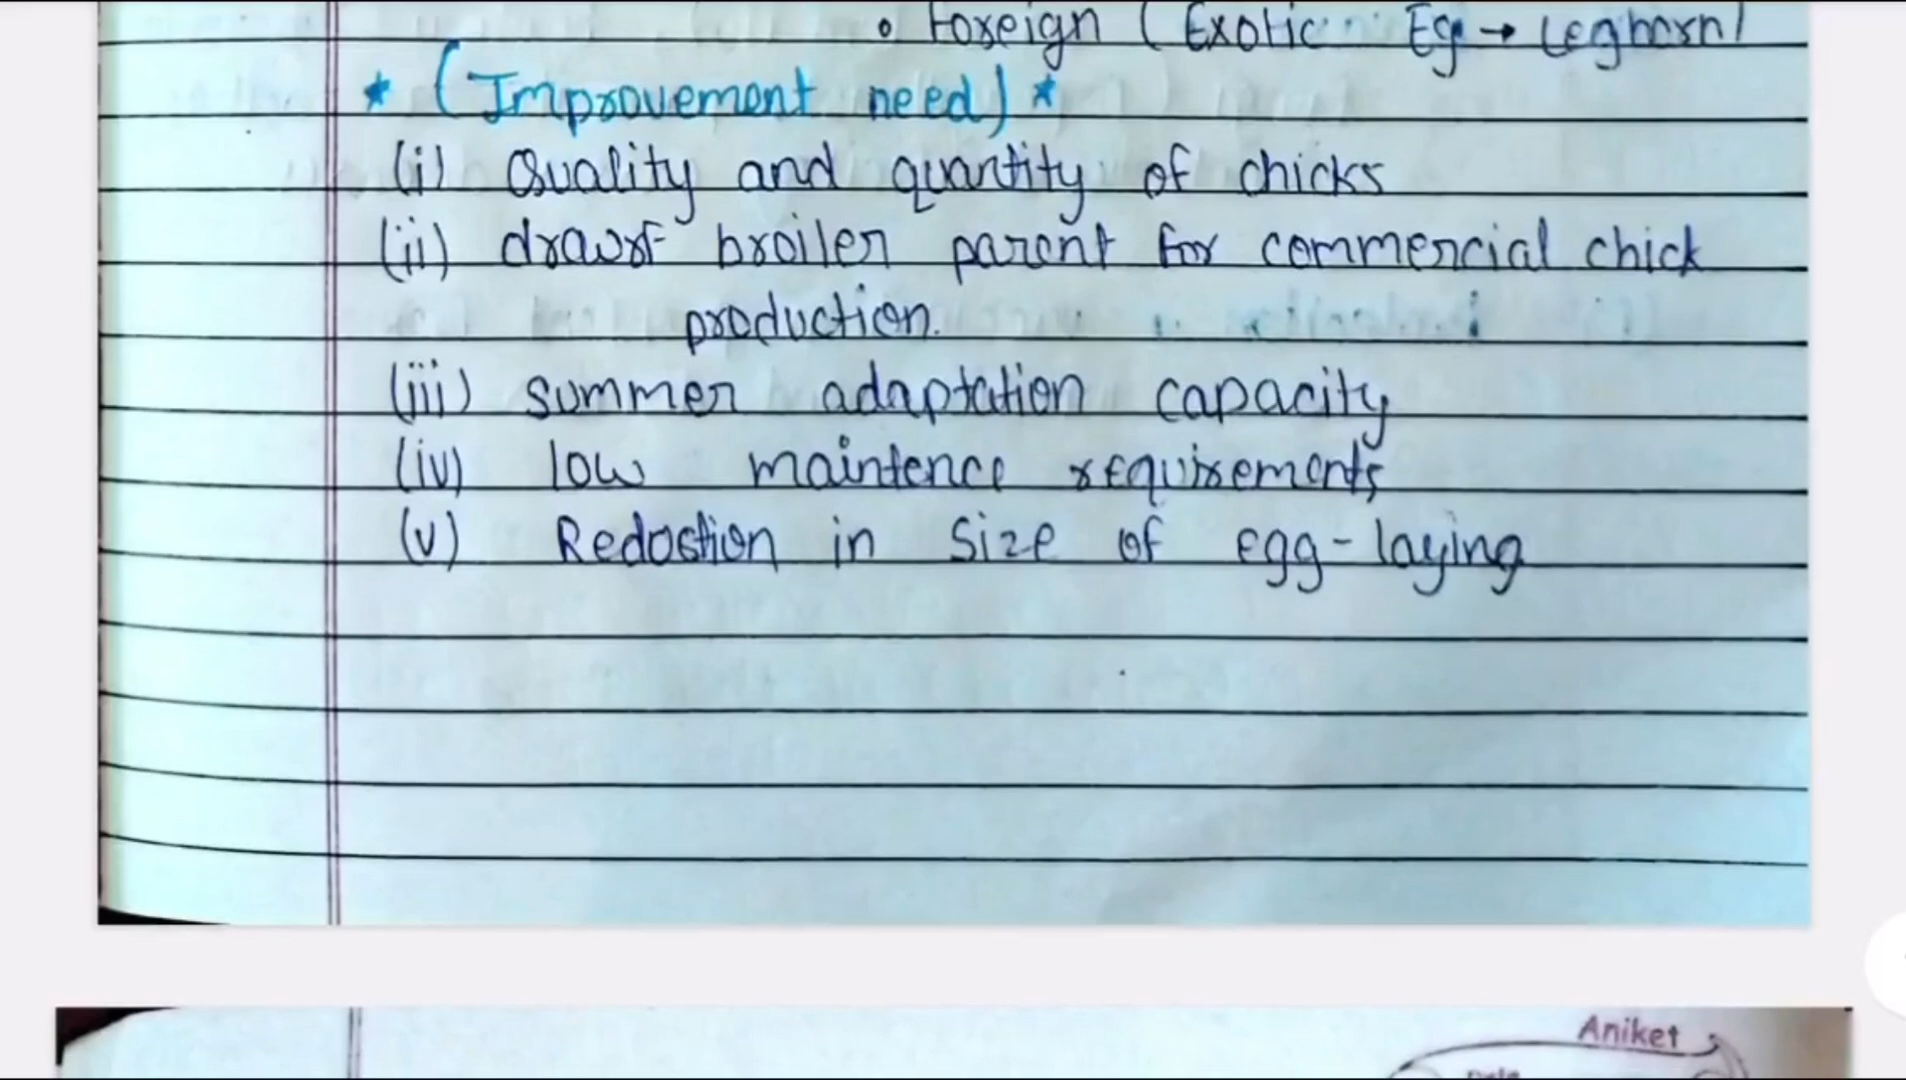 • Foreign (Exotic Eg → Leghorn)
* (Improvement need) *
(i) Quality and quantity of chicks
(ii) drawrf broiler parent for commercial chick
production.
(iii) summer adaptation capacity
(iv) low maintence requirements
(v) Redoction in size of egg-laying
Aniket